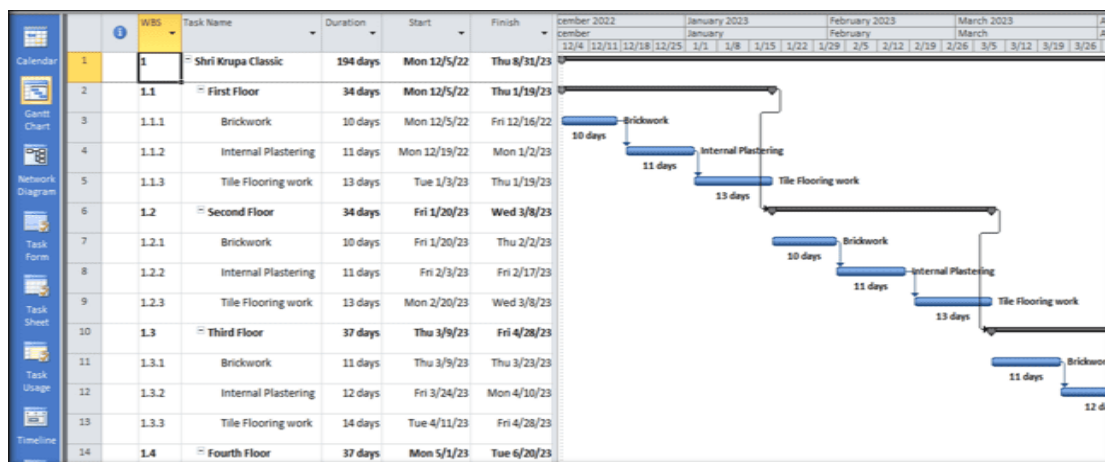 WBS Task Name Duration Start Finish cember 2022 January 2023 February 2023 March 2023 A
cember January February March A
12/4 12/11 12/18 12/25 1/1 1/8 1/15 1/22 1/29 2/5 2/12 2/19 2/26 3/5 3/12 3/19 3/26
Calendar
Gantt
Chart
Network
Diagram
Task
Form
Task
Sheet
Task
Usage
Timeline
1 1 Shri Krupa Classic 194 days Mon 12/5/22 Thu 8/31/23
2 1.1 First Floor 34 days Mon 12/5/22 Thu 1/19/23
3 1.1.1 Brickwork 10 days Mon 12/5/22 Fri 12/16/22 Brickwork
10 days
4 1.1.2 Internal Plastering 11 days Mon 12/19/22 Mon 1/2/23 Internal Plastering
11 days
5 1.1.3 Tile Flooring work 13 days Tue 1/3/23 Thu 1/19/23 Tile Flooring work
13 days
6 1.2 Second Floor 34 days Fri 1/20/23 Wed 3/8/23
7 1.2.1 Brickwork 10 days Fri 1/20/23 Thu 2/2/23 Brickwork
10 days
8 1.2.2 Internal Plastering 11 days Fri 2/3/23 Fri 2/17/23 Internal Plastering
11 days
9 1.2.3 Tile Flooring work 13 days Mon 2/20/23 Wed 3/8/23 Tile Flooring work
13 days
10 1.3 Third Floor 37 days Thu 3/9/23 Fri 4/28/23
11 1.3.1 Brickwork 11 days Thu 3/9/23 Thu 3/23/23 Brickwor
11 days
12 1.3.2 Internal Plastering 12 days Fri 3/24/23 Mon 4/10/23
12 d
13 1.3.3 Tile Flooring work 14 days Tue 4/11/23 Fri 4/28/23
14 1.4 Fourth Floor 37 days Mon 5/1/23 Tue 6/20/23